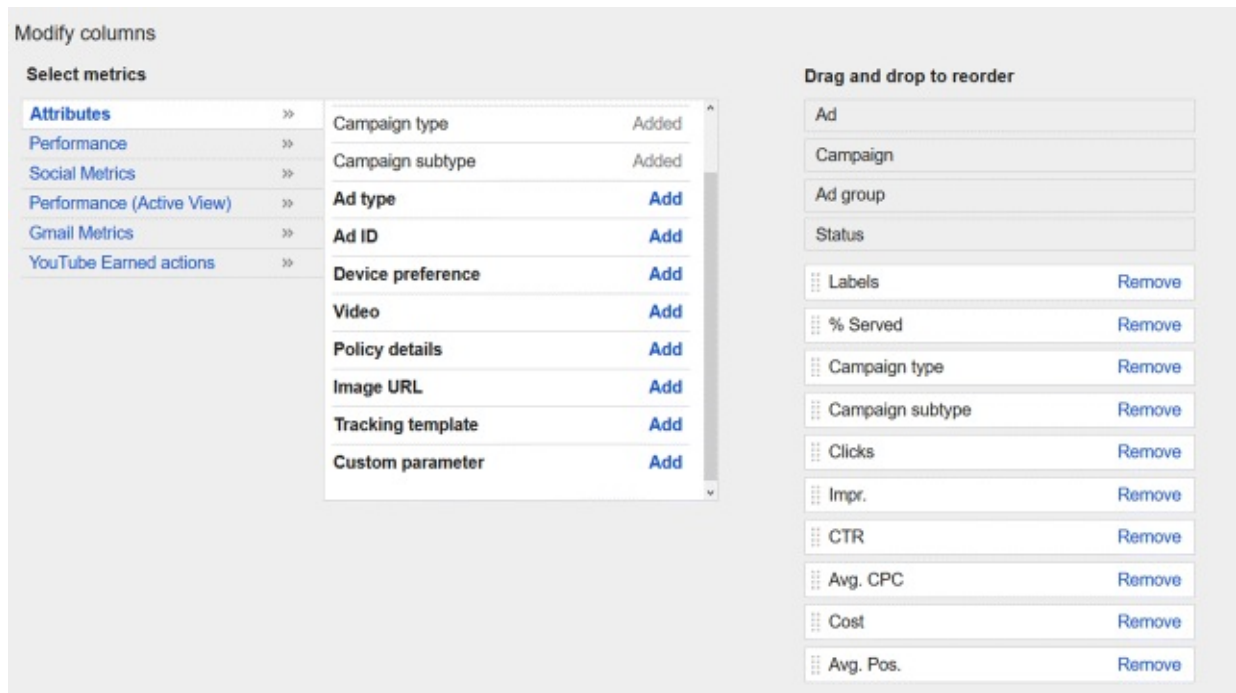 Modify columns
Select metrics
Attributes »
Performance »
Social Metrics »
Performance (Active View) »
Gmail Metrics »
YouTube Earned actions »
Campaign type Added
Campaign subtype Added
Ad type Add
Ad ID Add
Device preference Add
Video Add
Policy details Add
Image URL Add
Tracking template Add
Custom parameter Add
Drag and drop to reorder
Ad
Campaign
Ad group
Status
Labels Remove
% Served Remove
Campaign type Remove
Campaign subtype Remove
Clicks Remove
Impr. Remove
CTR Remove
Avg. CPC Remove
Cost Remove
Avg. Pos. Remove